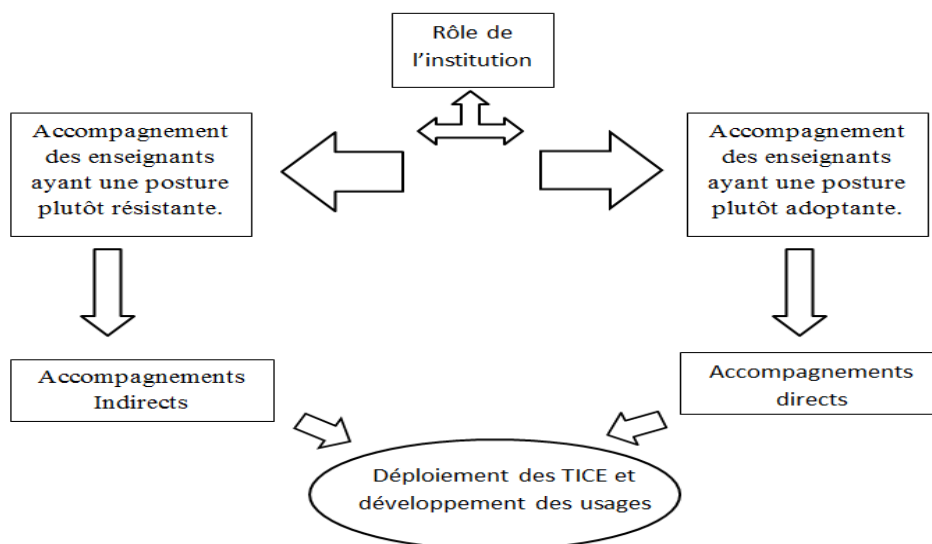 Rôle de
l’institution
Accompagnement
des enseignants
ayant une posture
plutôt résistante.
Accompagnement
des enseignants
ayant une posture
plutôt adoptante.
Accompagnements
Indirects
Accompagnements
directs
Déploiement des TICE et
développement des usages